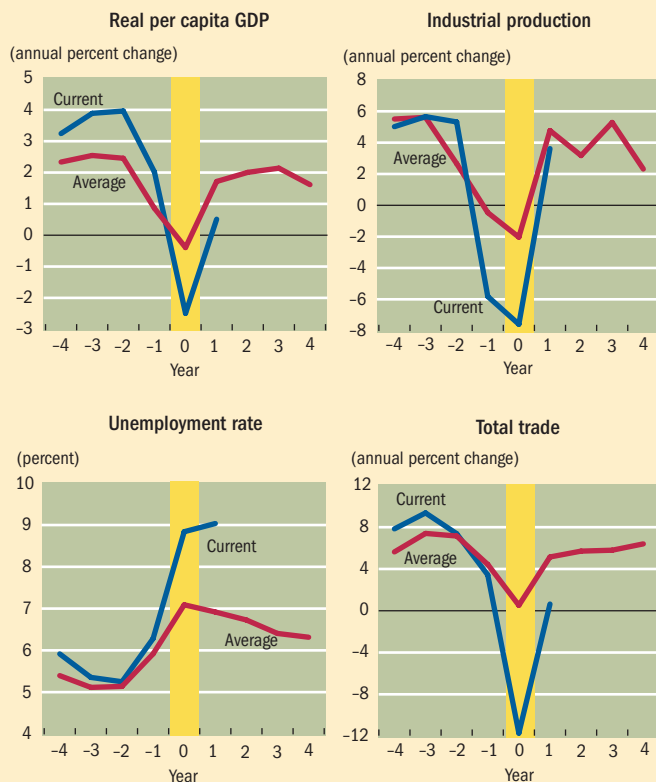 Real per capita GDP
(annual percent change)
5
4
3
2
1
0
–1
–2
–3
Current
Average
–4 –3 –2 –1 0 1 2 3 4
Year
Industrial production
(annual percent change)
8
6
4
2
0
–2
–4
–6
–8
Average
Current
–4 –3 –2 –1 0 1 2 3 4
Year
Unemployment rate
(percent)
10
9
8
7
6
5
4
Current
Average
–4 –3 –2 –1 0 1 2 3 4
Year
Total trade
(annual percent change)
12
8
4
0
–4
–8
–12
Current
Average
–4 –3 –2 –1 0 1 2 3 4
Year